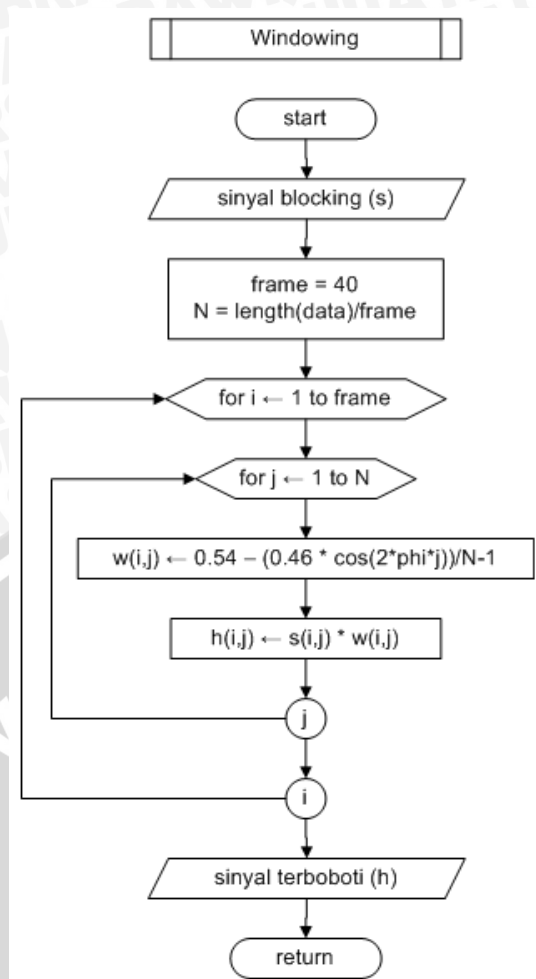 Windowing
start
sinyal blocking (s)
frame = 40
N = length(data)/frame
for i ← 1 to frame
for j ← 1 to N
w(i,j) ← 0.54 – (0.46 * cos(2*phi*j))/N-1
h(i,j) ← s(i,j) * w(i,j)
j
i
sinyal terboboti (h)
return